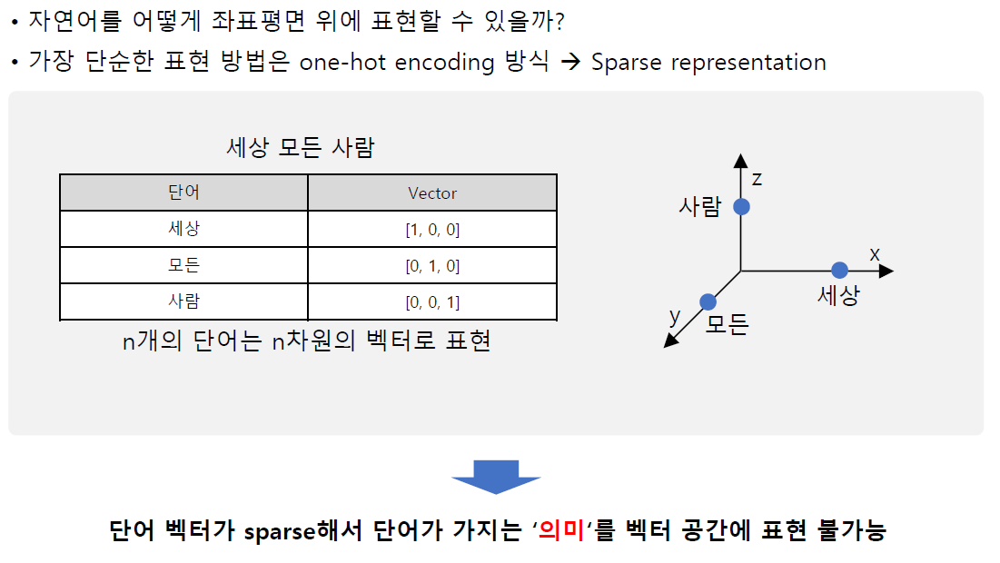 • 자연어를 어떻게 좌표평면 위에 표현할 수 있을까?
• 가장 단순한 표현 방법은 one-hot encoding 방식 → Sparse representation
세상 모든 사람
단어 Vector
세상 [1, 0, 0]
모든 [0, 1, 0]
사람 [0, 0, 1]
n개의 단어는 n차원의 벡터로 표현
z
사람
x
세상
y
모든
단어 벡터가 sparse해서 단어가 가지는 ‘의미‘를 벡터 공간에 표현 불가능